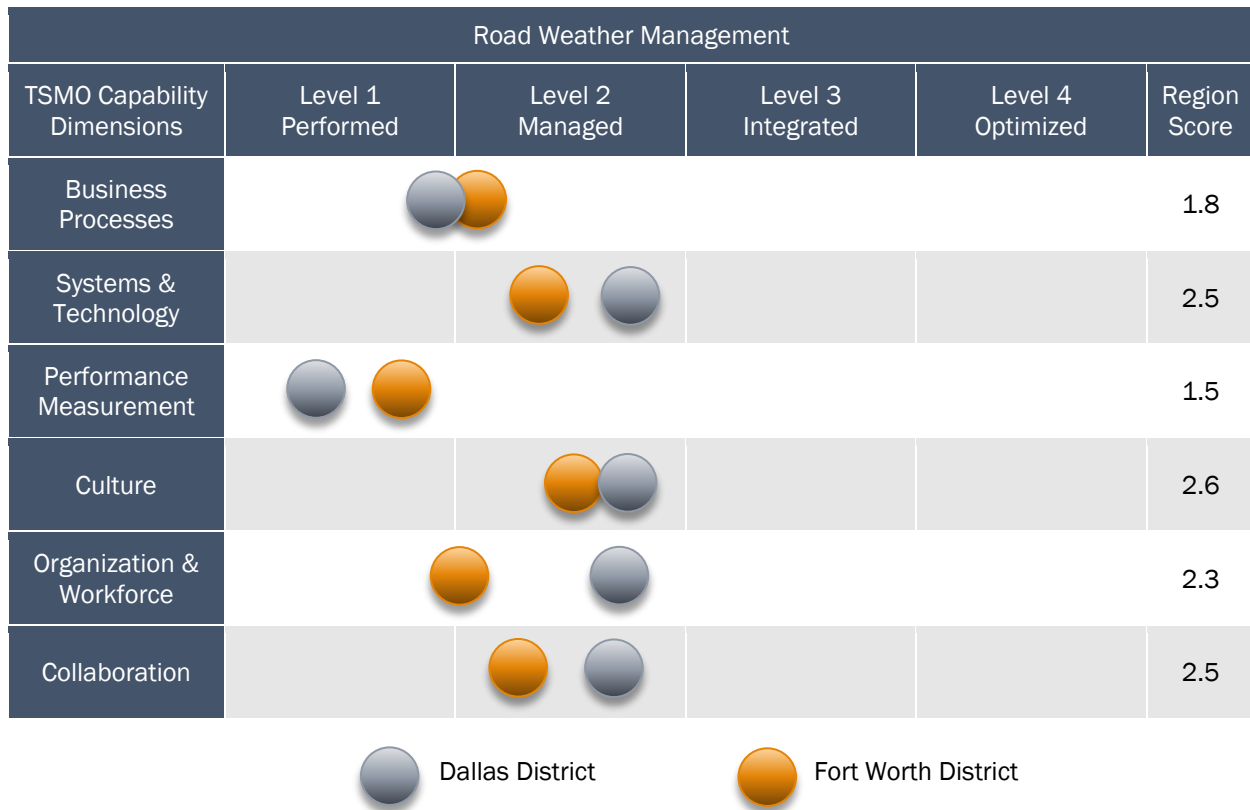 Road Weather Management
TSMO Capability
Dimensions
Level 1
Performed
Level 2
Managed
Level 3
Integrated
Level 4
Optimized
Region
Score
Business
Processes
1.8
Systems &
Technology
2.5
Performance
Measurement
1.5
Culture
2.6
Organization &
Workforce
2.3
Collaboration
2.5
Dallas District
Fort Worth District